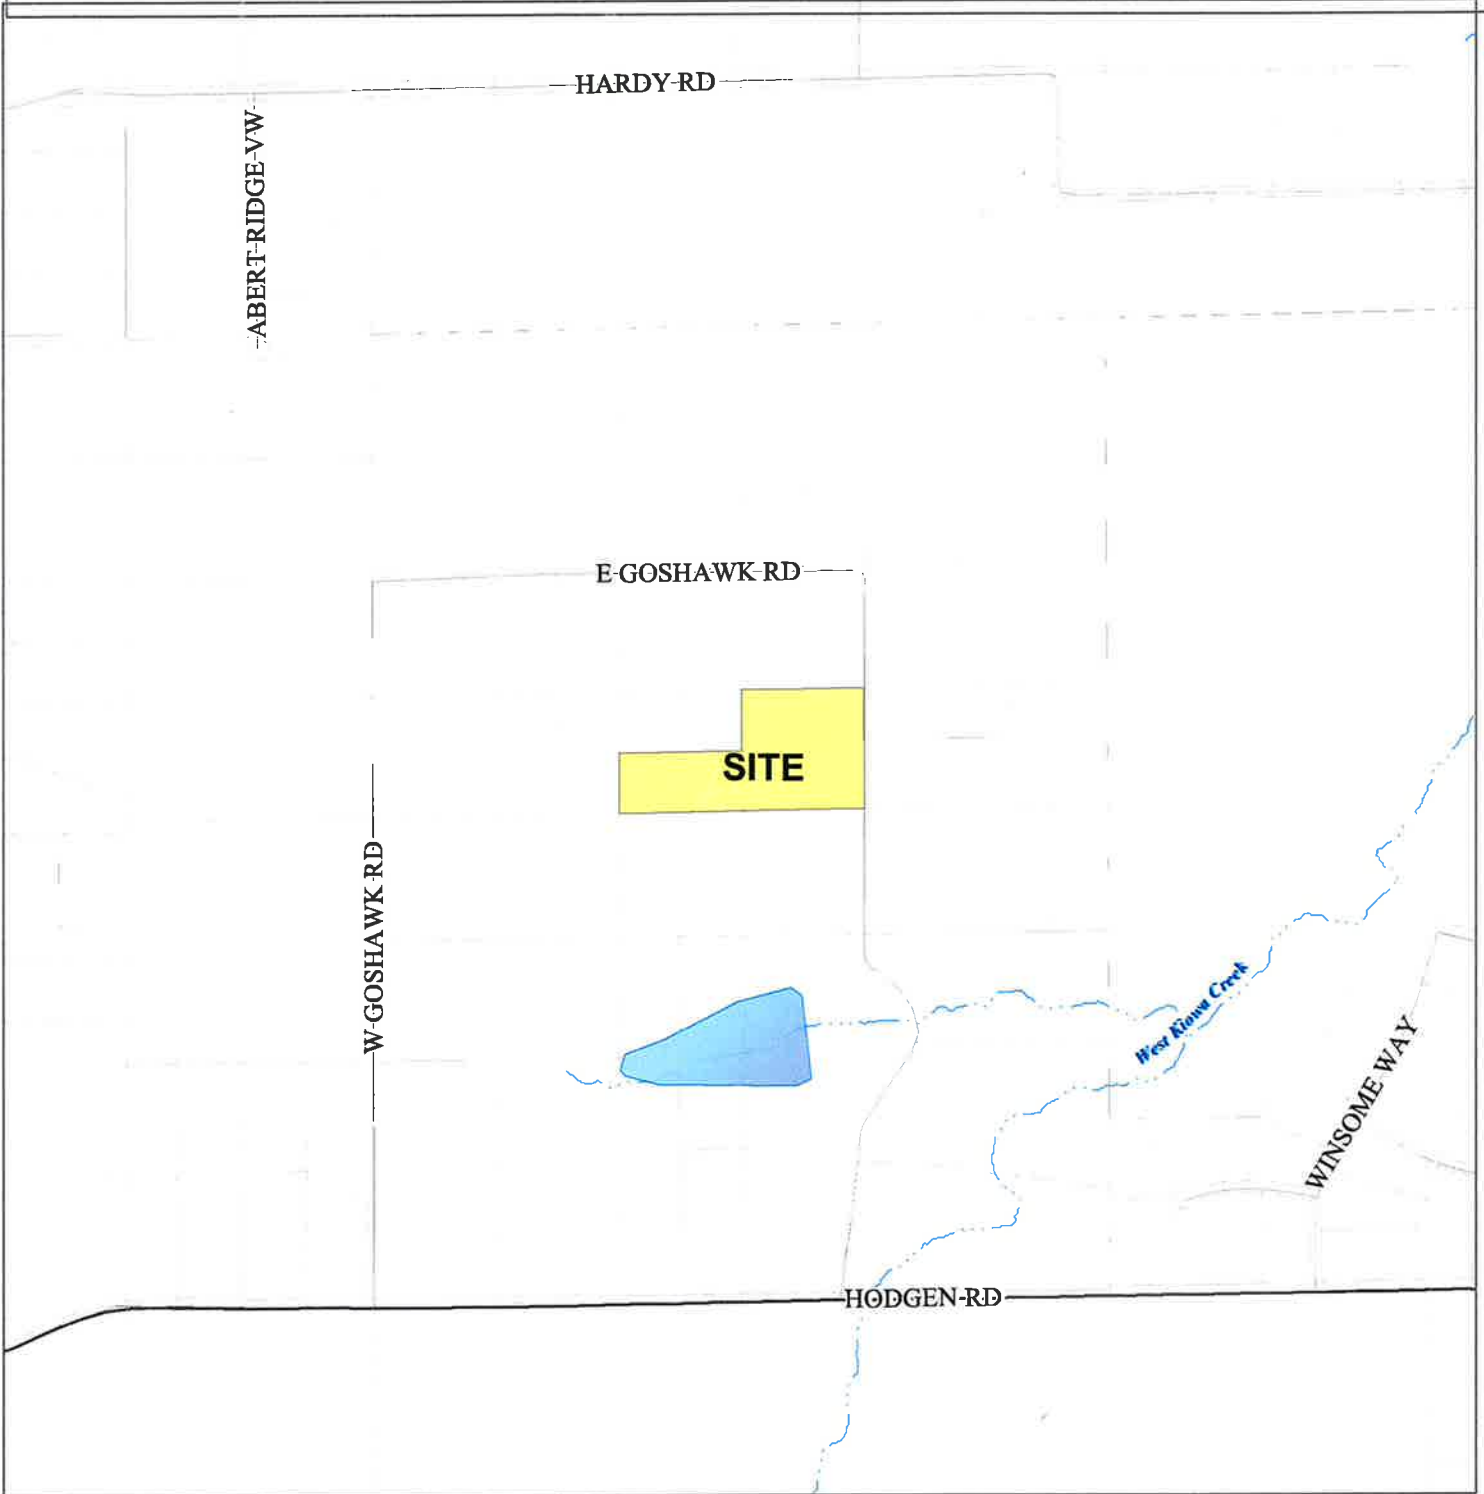 HARDY RD
ABERT RIDGE VW
E GOSHAWK RD
SITE
W GOSHAWK RD
West Kiowa Creek
WINSOME WAY
HODGEN RD